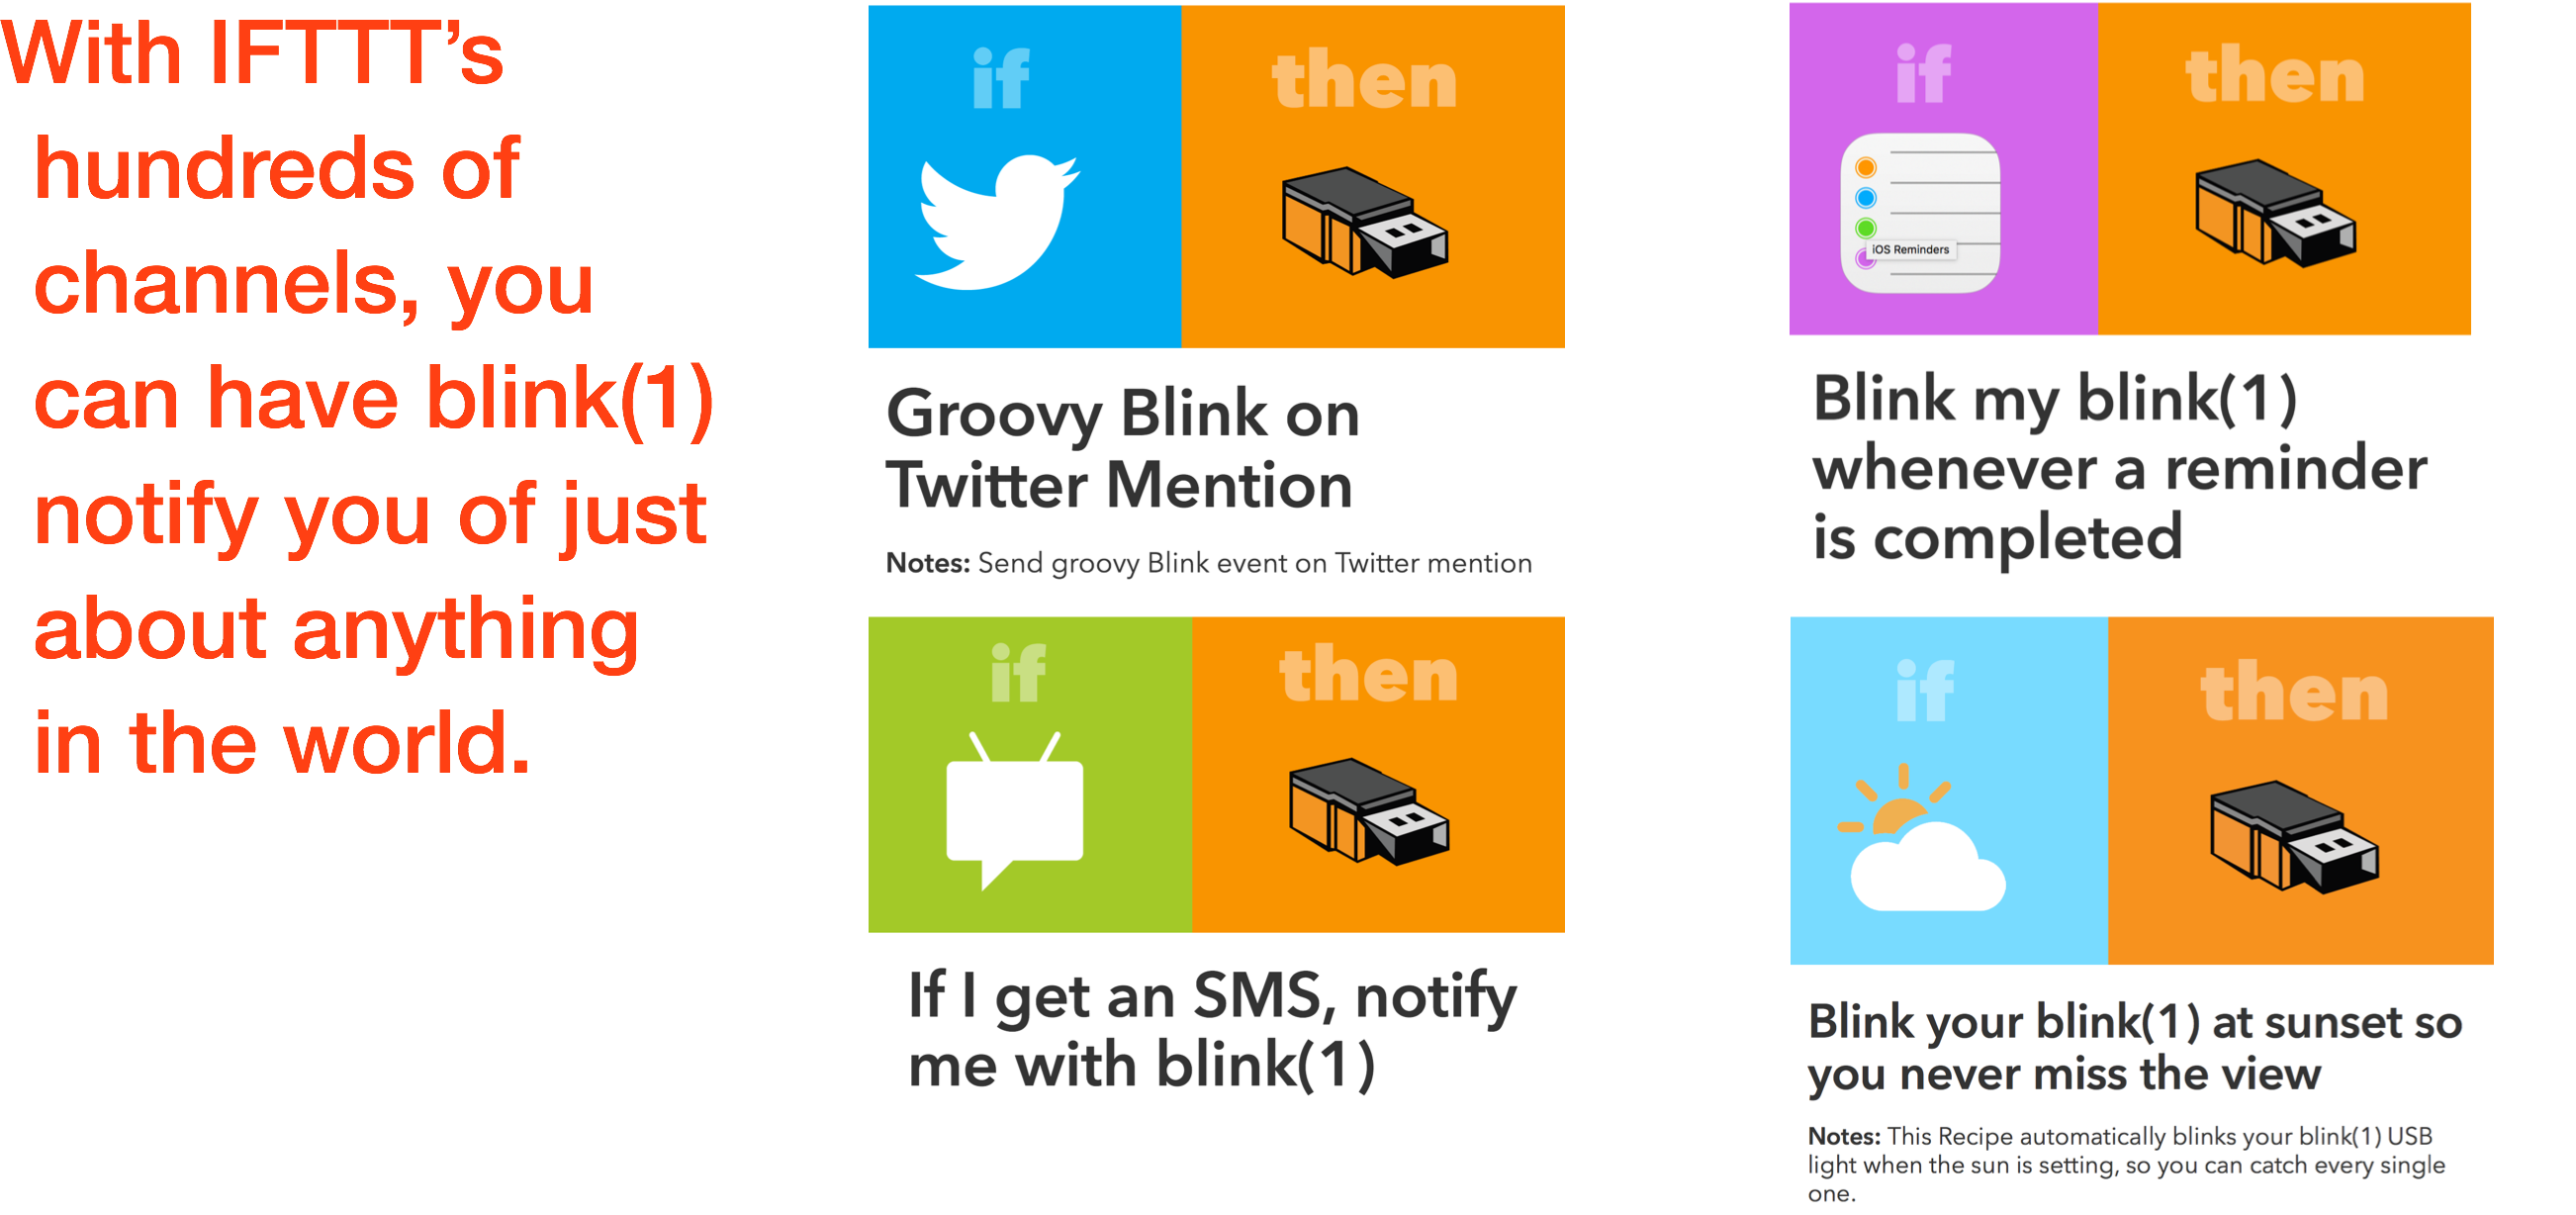 With IFTTT’s
hundreds of
channels, you
can have blink(1)
notify you of just
about anything
in the world.
if then
Groovy Blink on
Twitter Mention
Notes: Send groovy Blink event on Twitter mention
if then
iOS Reminders
Blink my blink(1)
whenever a reminder
is completed
if then
If I get an SMS, notify
me with blink(1)
if then
Blink your blink(1) at sunset so
you never miss the view
Notes: This Recipe automatically blinks your blink(1) USB
light when the sun is setting, so you can catch every single
one.